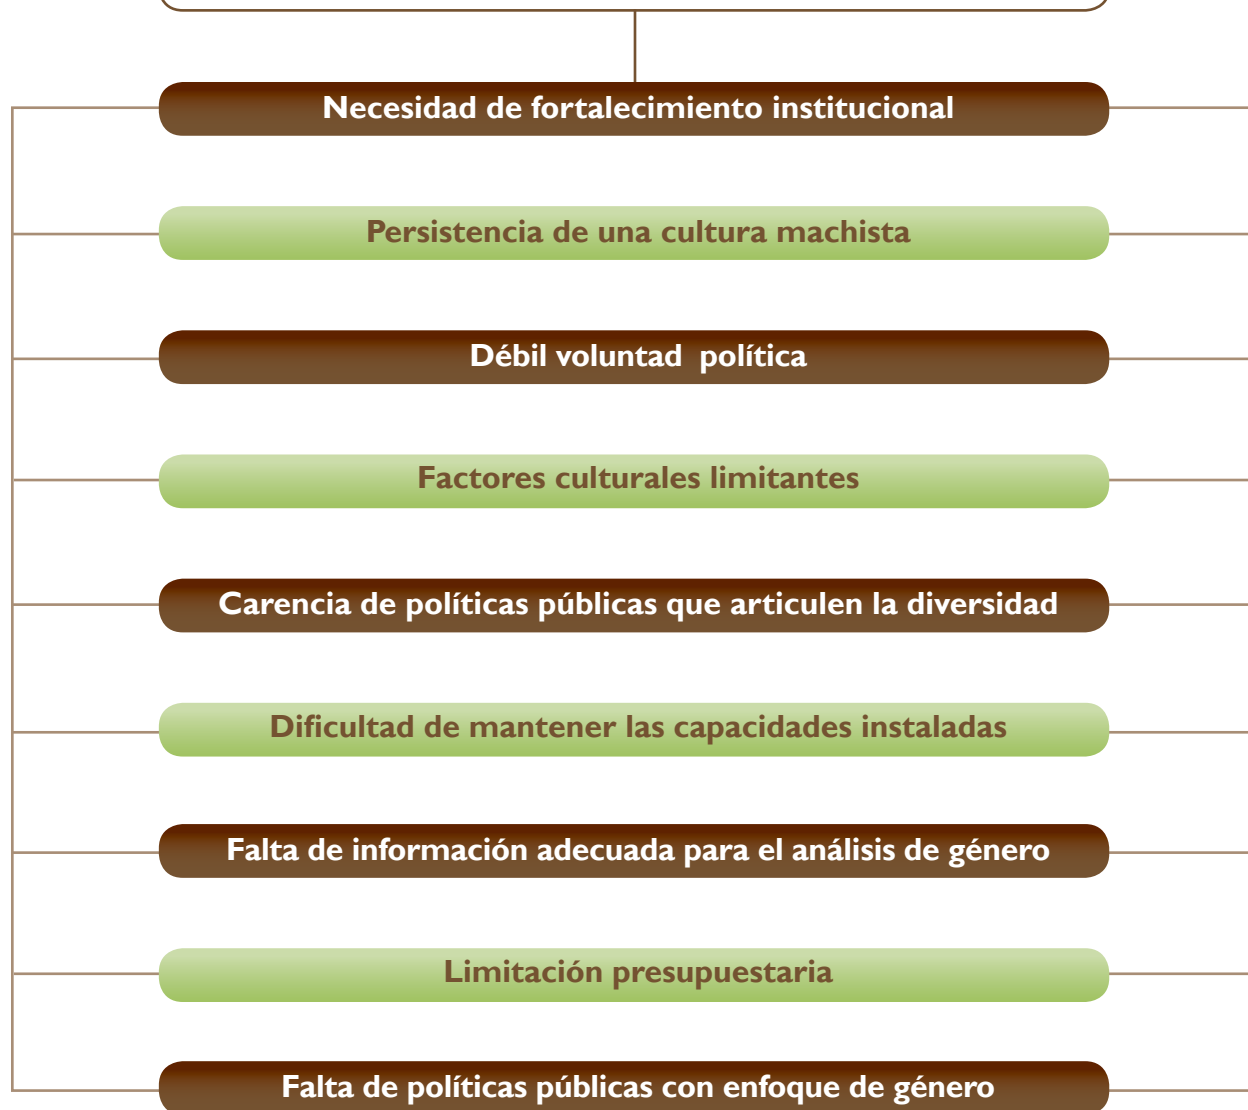 Necesidad de fortalecimiento institucional
Persistencia de una cultura machista
Débil voluntad política
Factores culturales limitantes
Carencia de políticas públicas que articulen la diversidad
Dificultad de mantener las capacidades instaladas
Falta de información adecuada para el análisis de género
Limitación presupuestaria
Falta de políticas públicas con enfoque de género